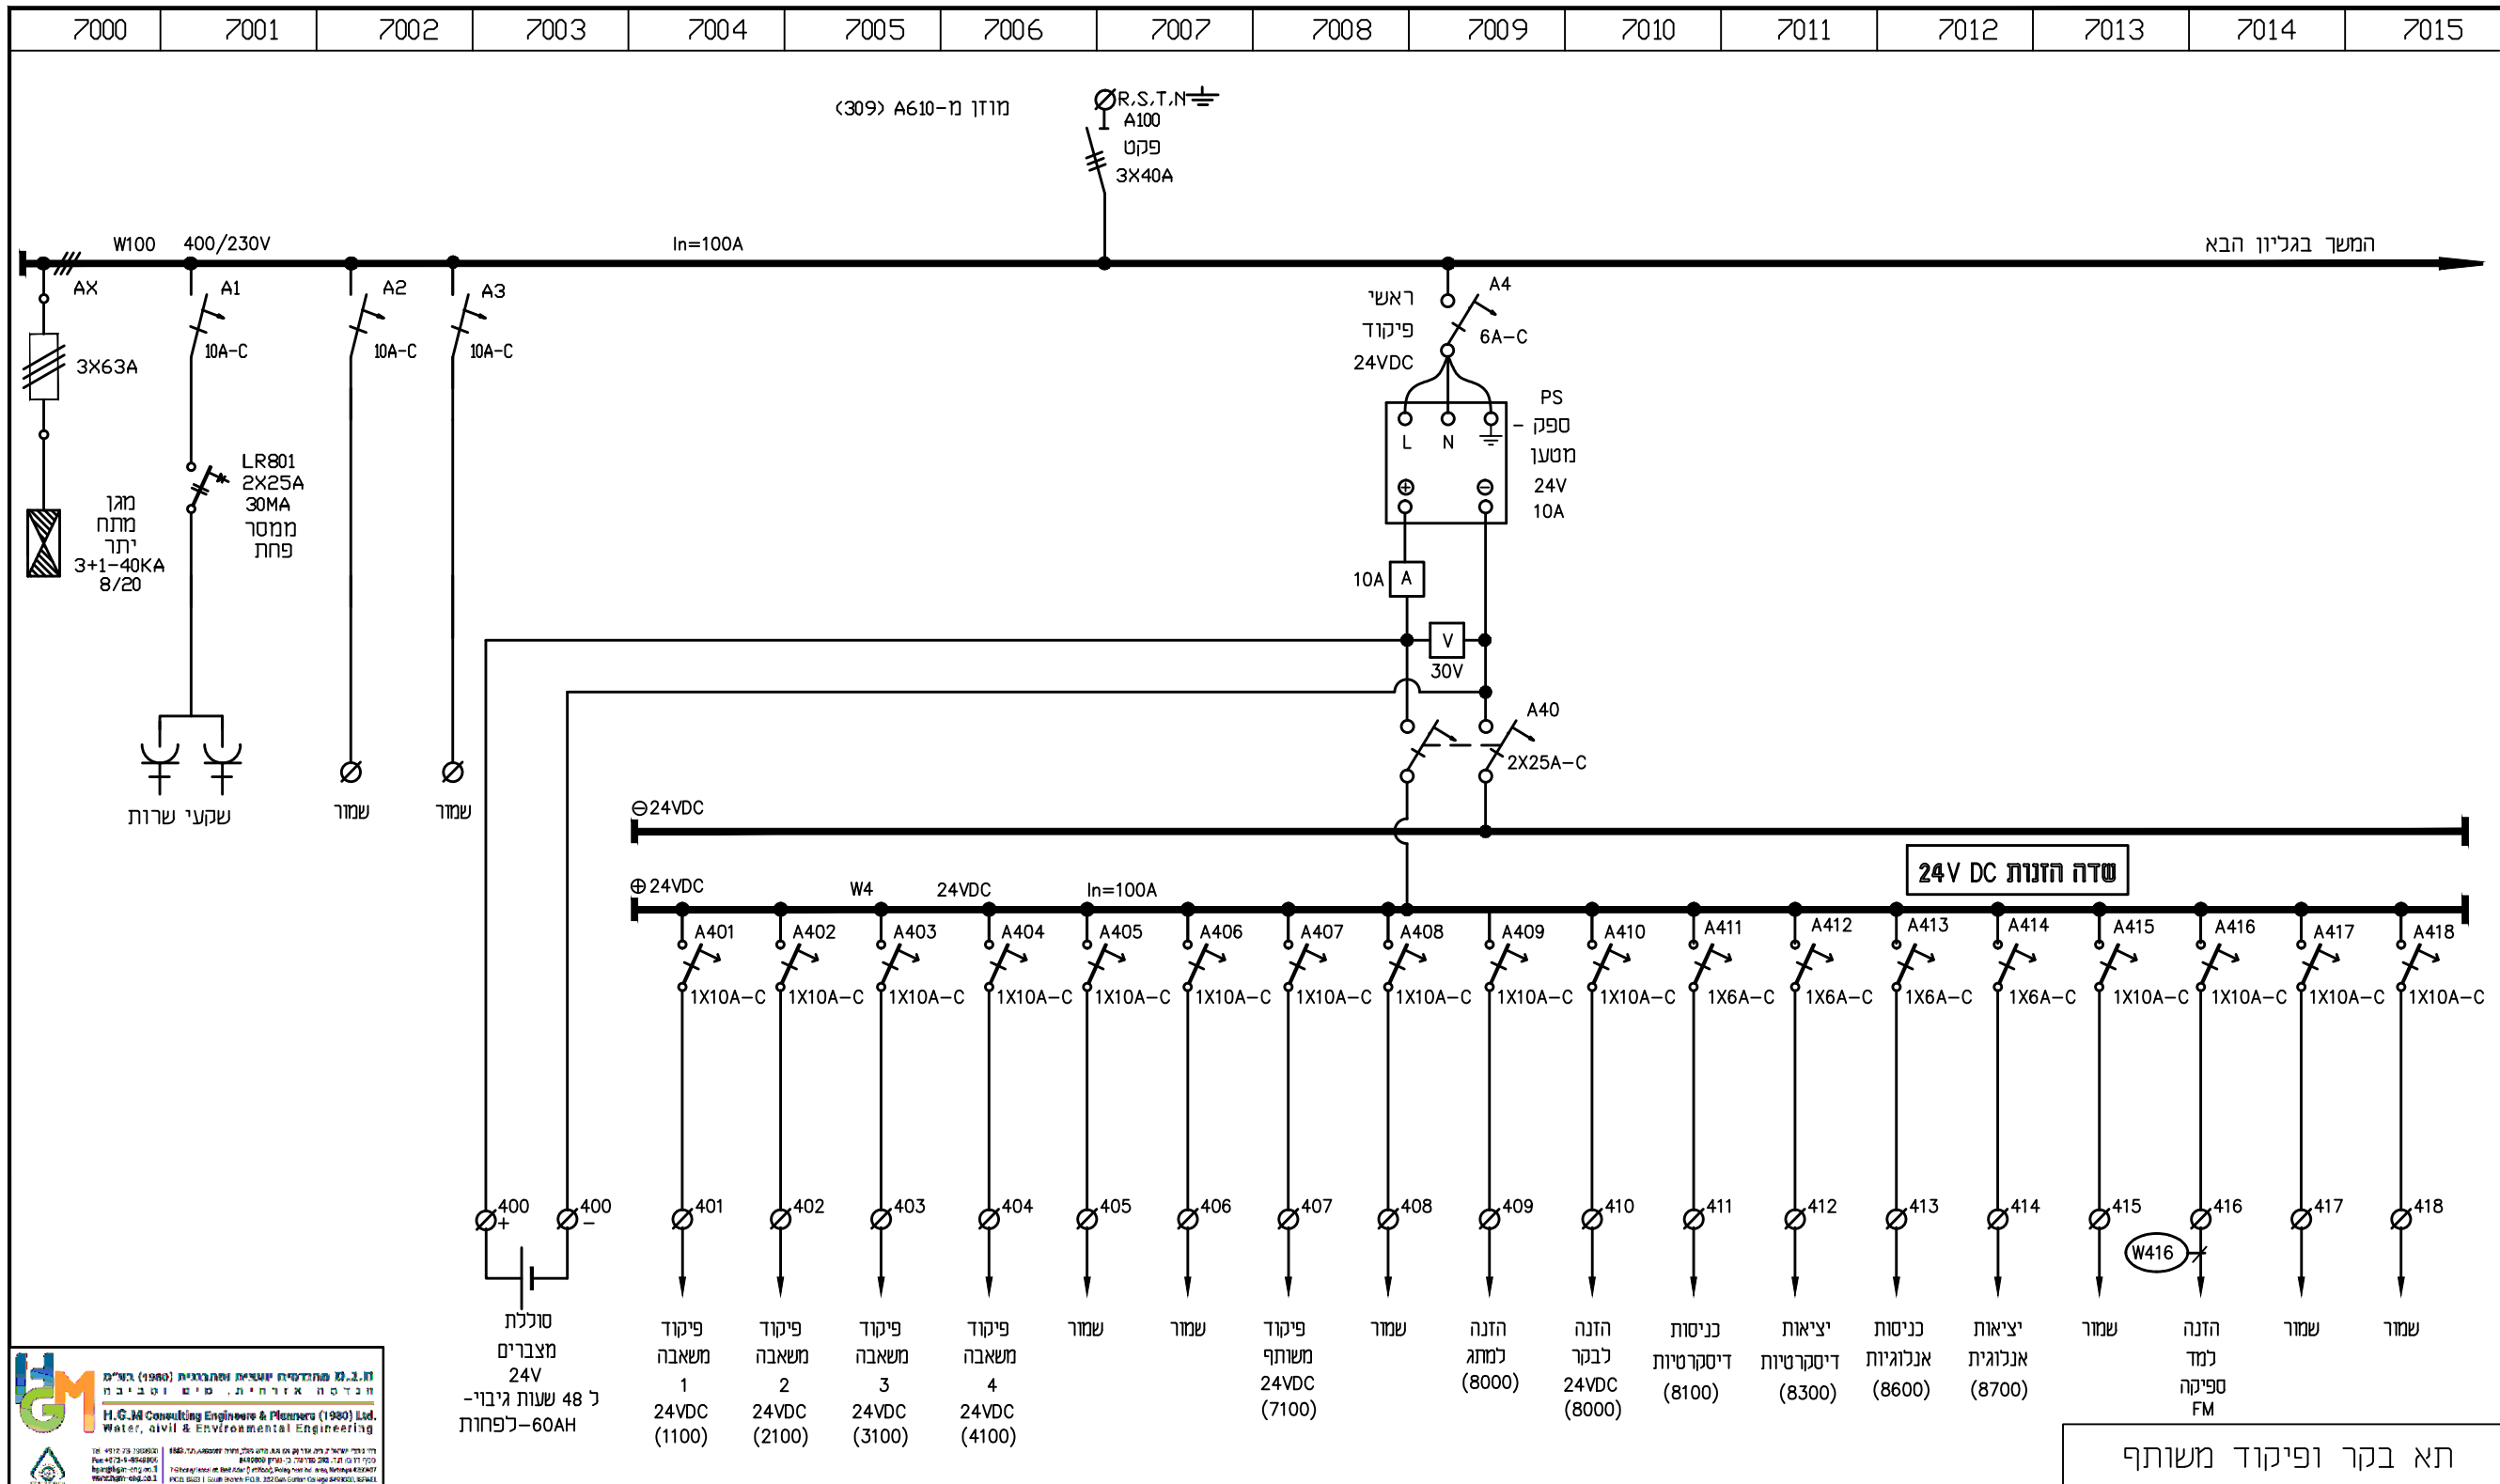 7000 7001 7002 7003 7004 7005 7006 7007 7008 7009 7010 7011 7012 7013 7014 7015
מוזן מ-A610 (309)
R,S,T,N
A100
פקט
3X40A
W100 400/230V
In=100A
המשך בגליון הבא
AX
3X63A
מגן
מתח
יתר
3+1-40KA
8/20
A1
10A-C
LR801
2X25A
30MA
ממסר
פחת
שקעי שרות
A2
10A-C
שמור
A3
10A-C
שמור
ראשי
פיקוד
24VDC
A4
6A-C
PS
ספק -
מטען
24V
10A
L N
10A
A
V
30V
A40
2X25A-C
⊖24VDC
⊕24VDC
W4 24VDC In=100A
שדה הזנות 24V DC
A401 A402 A403 A404 A405 A406 A407 A408 A409 A410 A411 A412 A413 A414 A415 A416 A417 A418
1X10A-C 1X10A-C 1X10A-C 1X10A-C 1X10A-C 1X10A-C 1X10A-C 1X10A-C 1X10A-C 1X10A-C 1X6A-C 1X6A-C 1X6A-C 1X6A-C 1X10A-C 1X10A-C 1X10A-C 1X10A-C
400 400 401 402 403 404 405 406 407 408 409 410 411 412 413 414 415 416 417 418
+ -
W416
סוללת
מצברים
24V
ל 48 שעות גיבוי-
לפחות-60AH
פיקוד
משאבה
1
24VDC
(1100)
פיקוד
משאבה
2
24VDC
(2100)
פיקוד
משאבה
3
24VDC
(3100)
פיקוד
משאבה
4
24VDC
(4100)
שמור
שמור
פיקוד
משותף
24VDC
(7100)
שמור
הזנה
למתג
(8000)
הזנה
לבקר
24VDC
(8000)
כניסות
דיסקרטיות
(8100)
יציאות
דיסקרטיות
(8300)
כניסות
אנלוגיות
(8600)
יציאות
אנלוגית
(8700)
שמור
הזנה
למד
ספיקה
FM
שמור
שמור
HGM
ח.ג.מ מהנדסים יועצים ומתכננים (1980) בע"מ
הנדסה אזרחית, מים וסביבה
H.G.M Consulting Engineers & Planners (1980) Ltd.
Water, civil & Environmental Engineering
תא בקר ופיקוד משותף